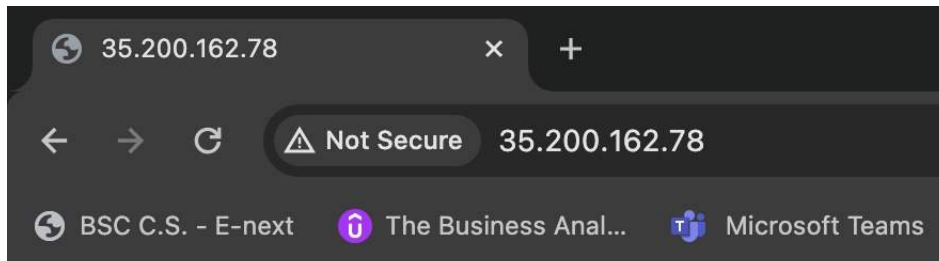 35.200.162.78
Not Secure 35.200.162.78
BSC C.S. - E-next The Business Anal... Microsoft Teams